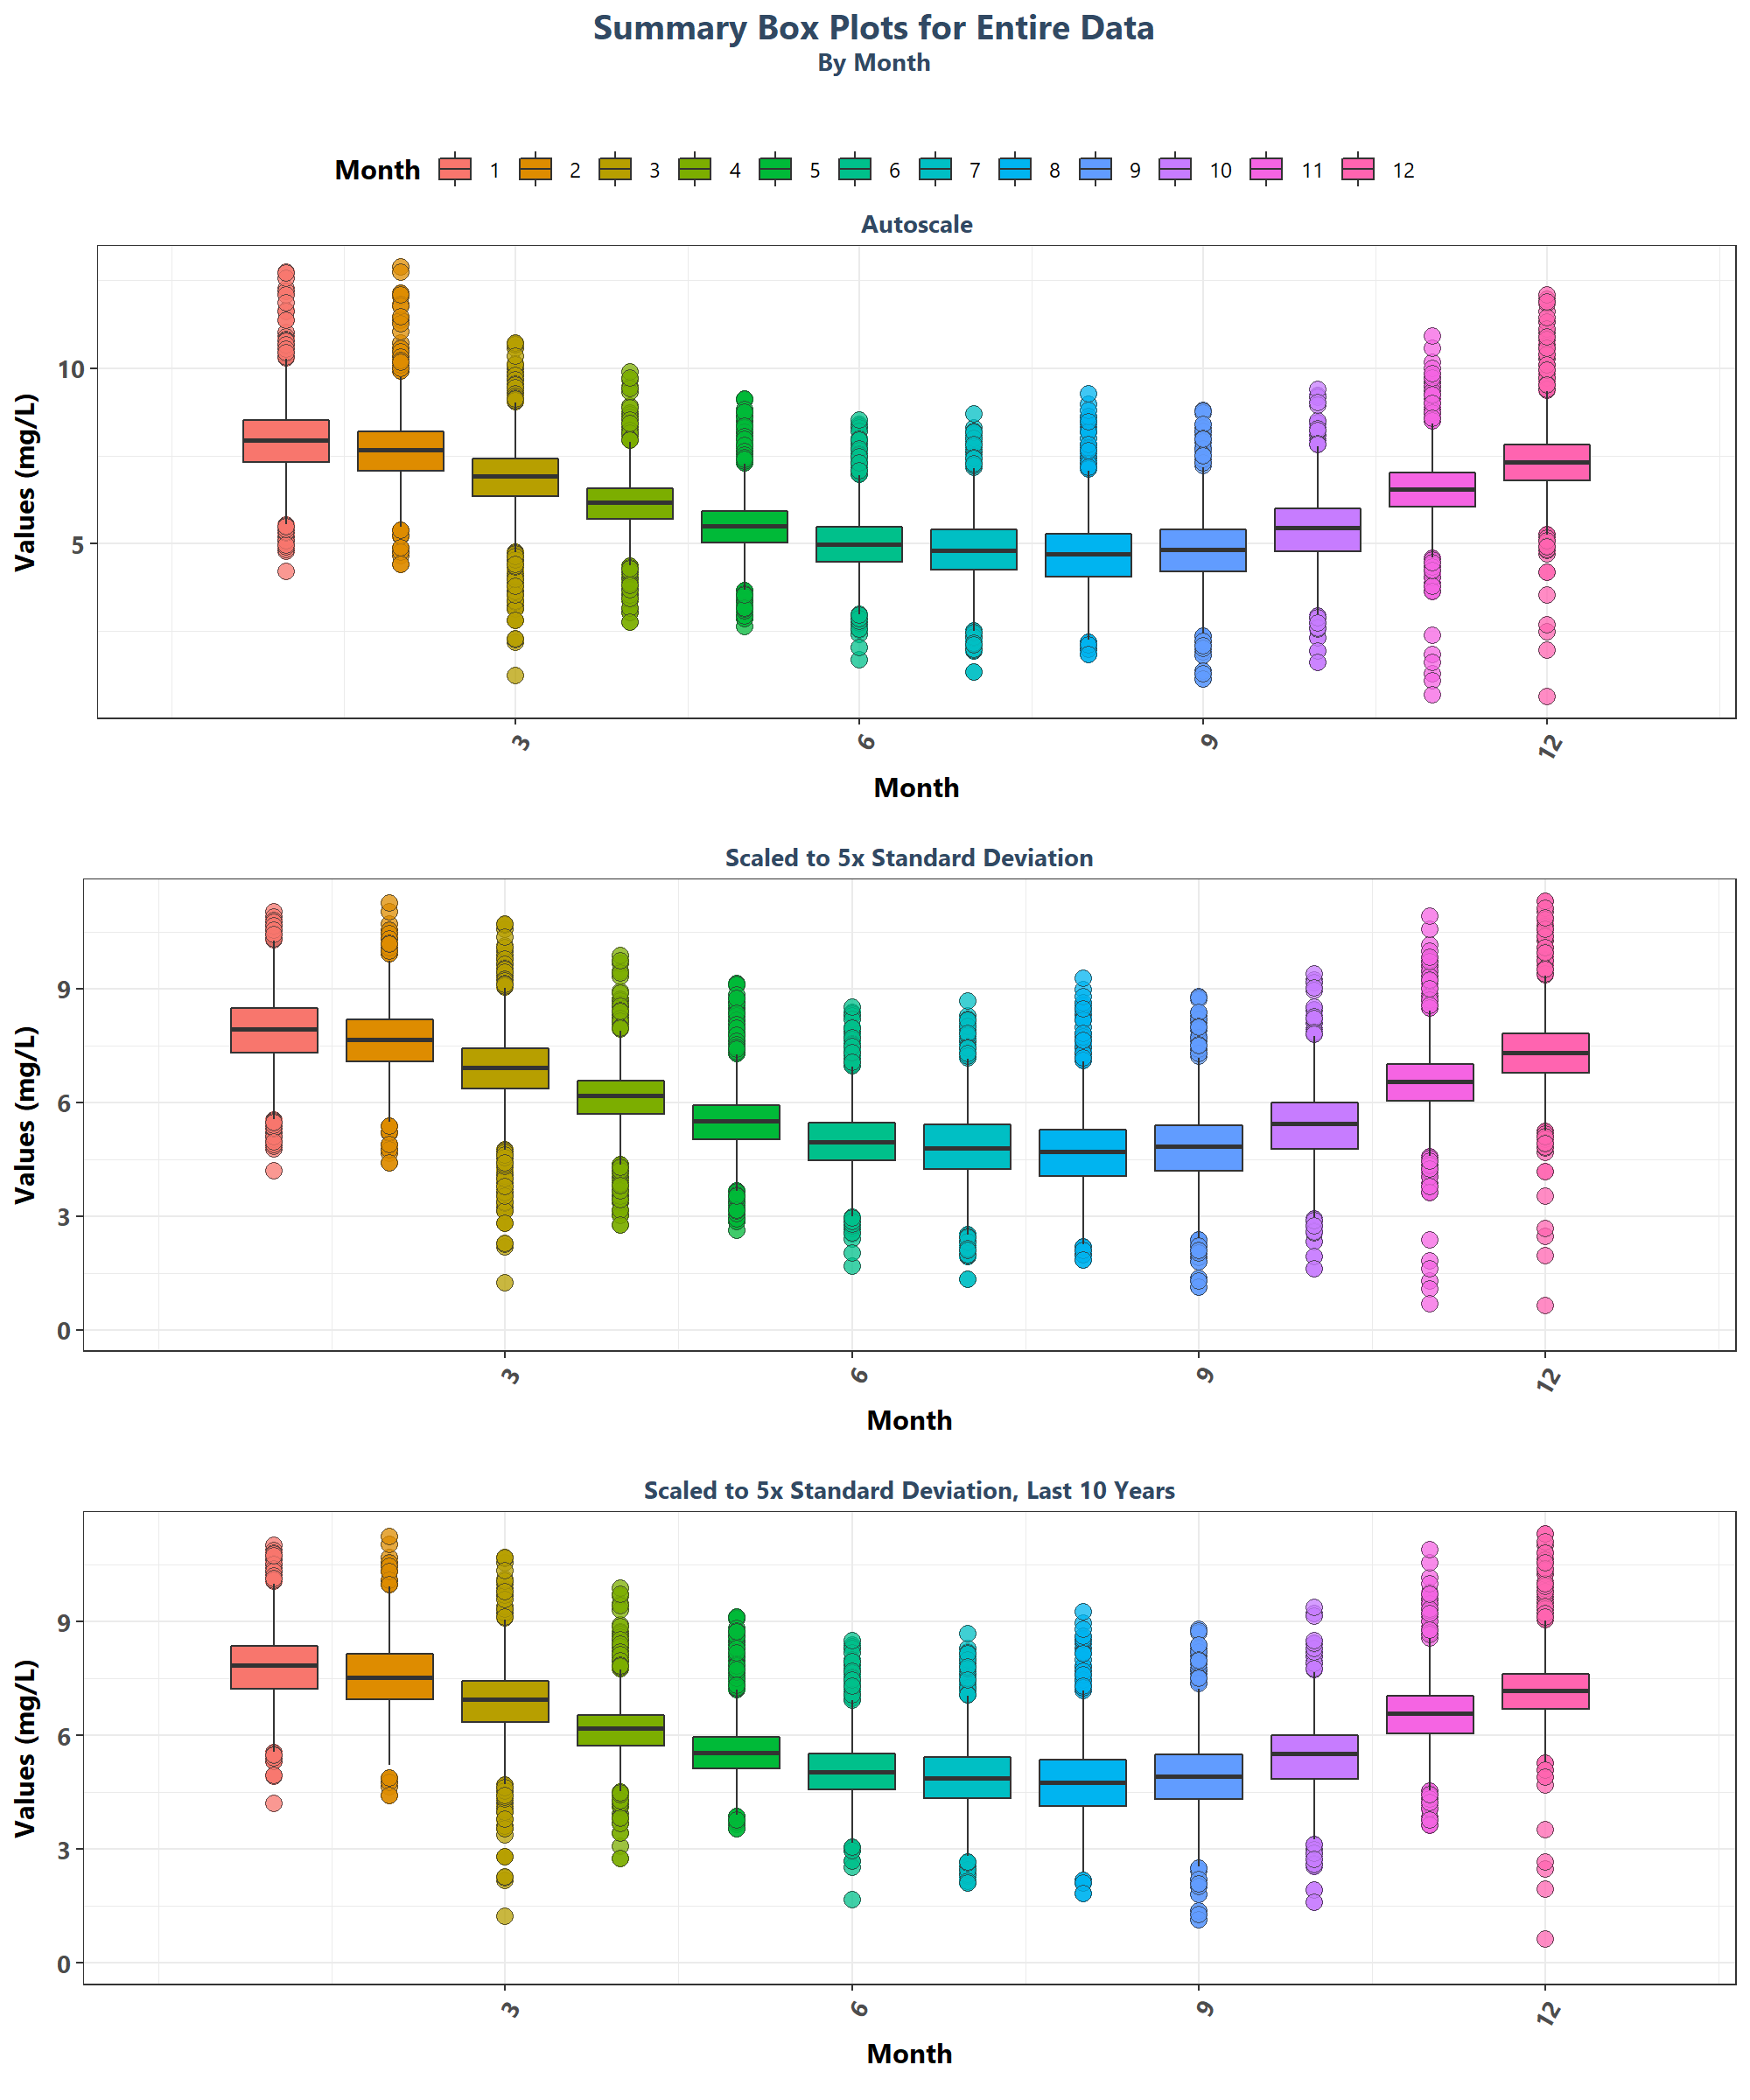 Summary Box Plots for Entire Data
By Month
Month 1 2 3 4 5 6 7 8 9 10 11 12
Autoscale
Values (mg/L)
10
5
3 6 9 12
Month
Scaled to 5x Standard Deviation
Values (mg/L)
9
6
3
0
3 6 9 12
Month
Scaled to 5x Standard Deviation, Last 10 Years
Values (mg/L)
9
6
3
0
3 6 9 12
Month